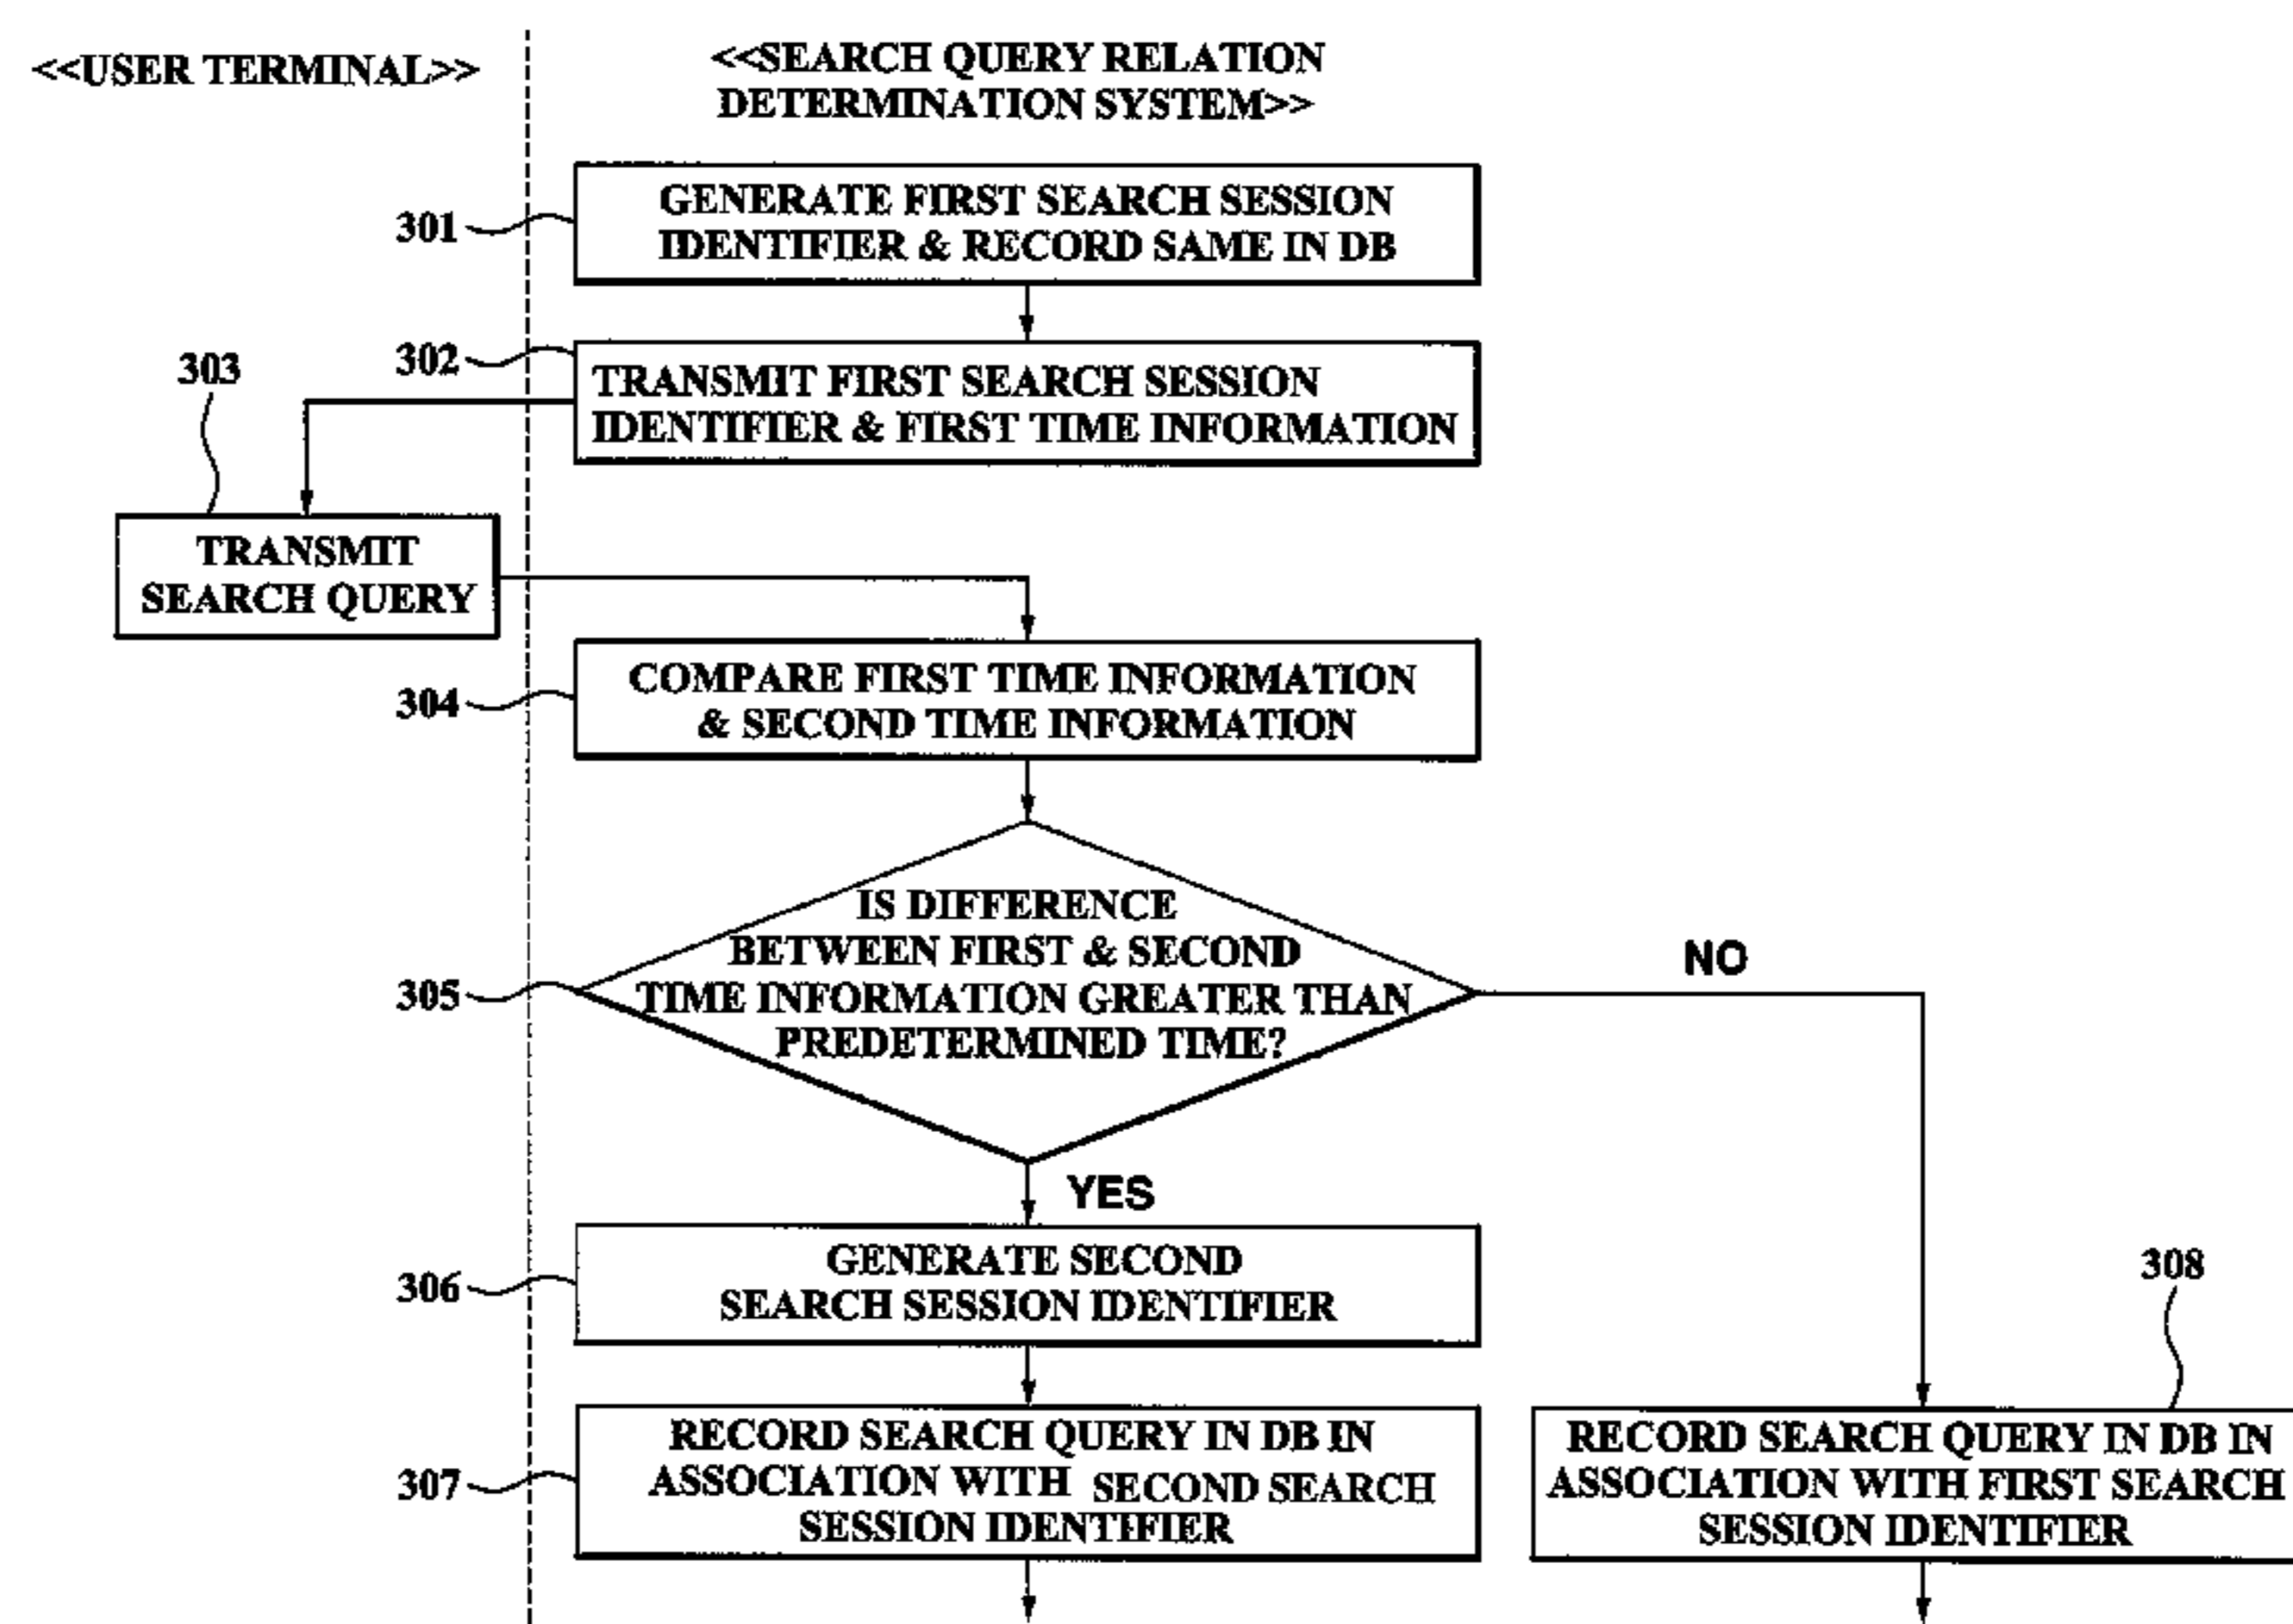 <<USER TERMINAL>>
<<SEARCH QUERY RELATION
DETERMINATION SYSTEM>>
301
GENERATE FIRST SEARCH SESSION
IDENTIFIER & RECORD SAME IN DB
302
TRANSMIT FIRST SEARCH SESSION
IDENTIFIER & FIRST TIME INFORMATION
303
TRANSMIT
SEARCH QUERY
304
COMPARE FIRST TIME INFORMATION
& SECOND TIME INFORMATION
305
IS DIFFERENCE
BETWEEN FIRST & SECOND
TIME INFORMATION GREATER THAN
PREDETERMINED TIME?
NO
YES
306
GENERATE SECOND
SEARCH SESSION IDENTIFIER
307
RECORD SEARCH QUERY IN DB IN
ASSOCIATION WITH SECOND SEARCH
SESSION IDENTIFIER
308
RECORD SEARCH QUERY IN DB IN
ASSOCIATION WITH FIRST SEARCH
SESSION IDENTIFIER